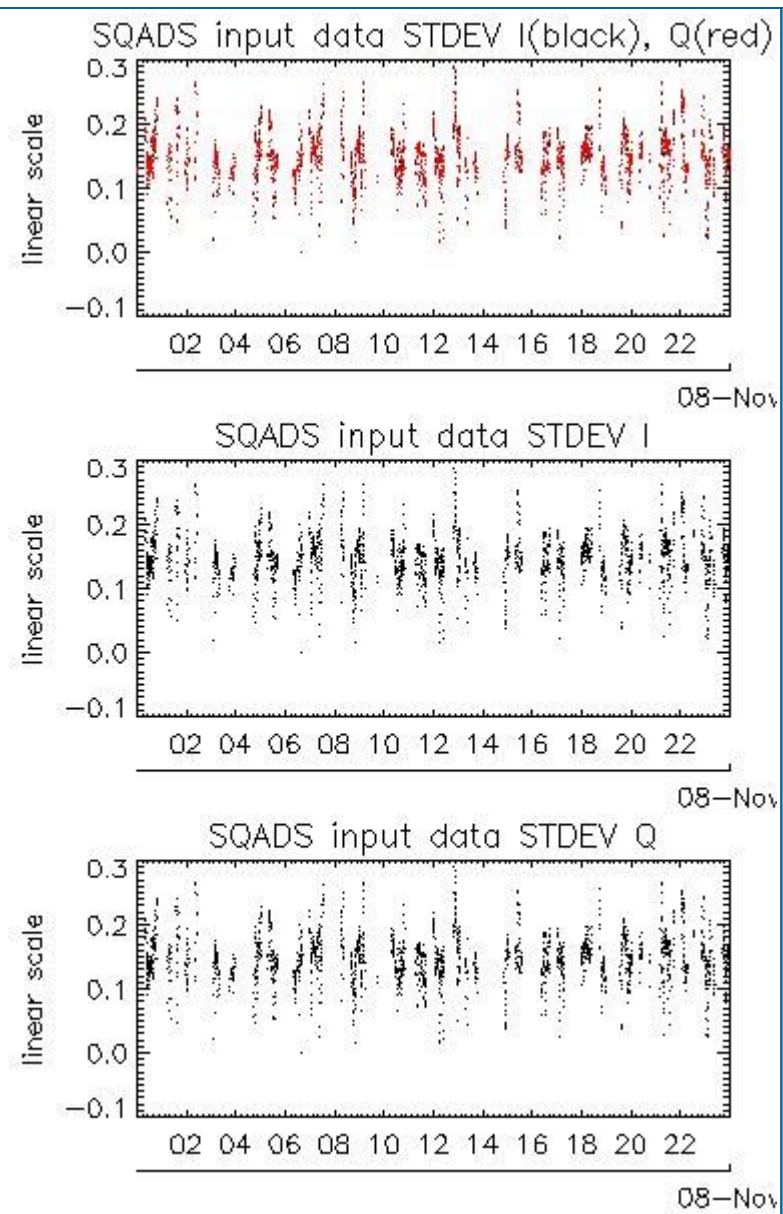 SQADS input data STDEV I(black), Q(red)
0.3
0.2
0.1
0.0
−0.1
linear scale
02 04 06 08 10 12 14 16 18 20 22
08−Nov
SQADS input data STDEV I
0.3
0.2
0.1
0.0
−0.1
linear scale
02 04 06 08 10 12 14 16 18 20 22
08−Nov
SQADS input data STDEV Q
0.3
0.2
0.1
0.0
−0.1
linear scale
02 04 06 08 10 12 14 16 18 20 22
08−Nov